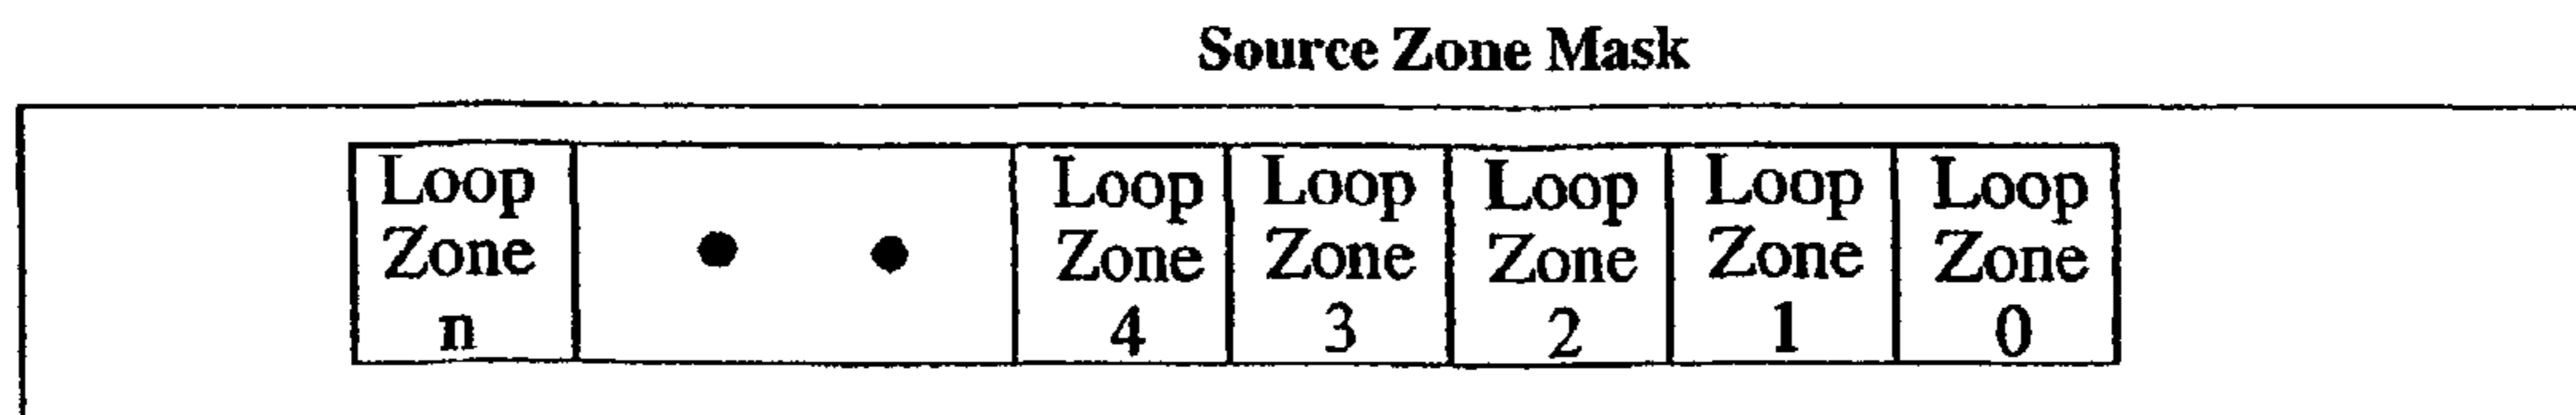 Source Zone Mask
Loop Loop Loop Loop Loop Loop
Zone ● ● Zone Zone Zone Zone Zone
n 4 3 2 1 0